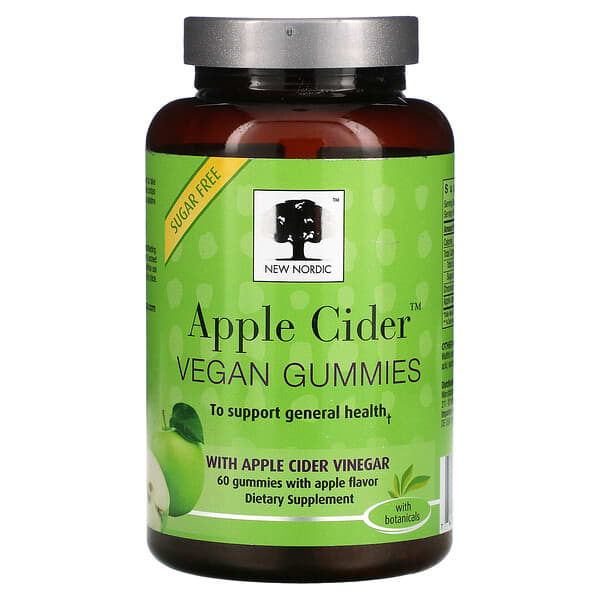 SUGAR FREE
TM
NEW NORDIC
Apple Cider™
VEGAN GUMMIES
To support general health†
WITH APPLE CIDER VINEGAR
60 gummies with apple flavor
Dietary Supplement
with
botanicals